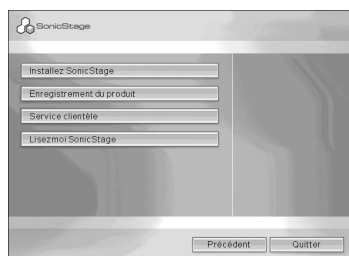 SonicStage
Installez SonicStage
Enregistrement du produit
Service clientèle
Lisezmoi SonicStage
Précédent Quitter